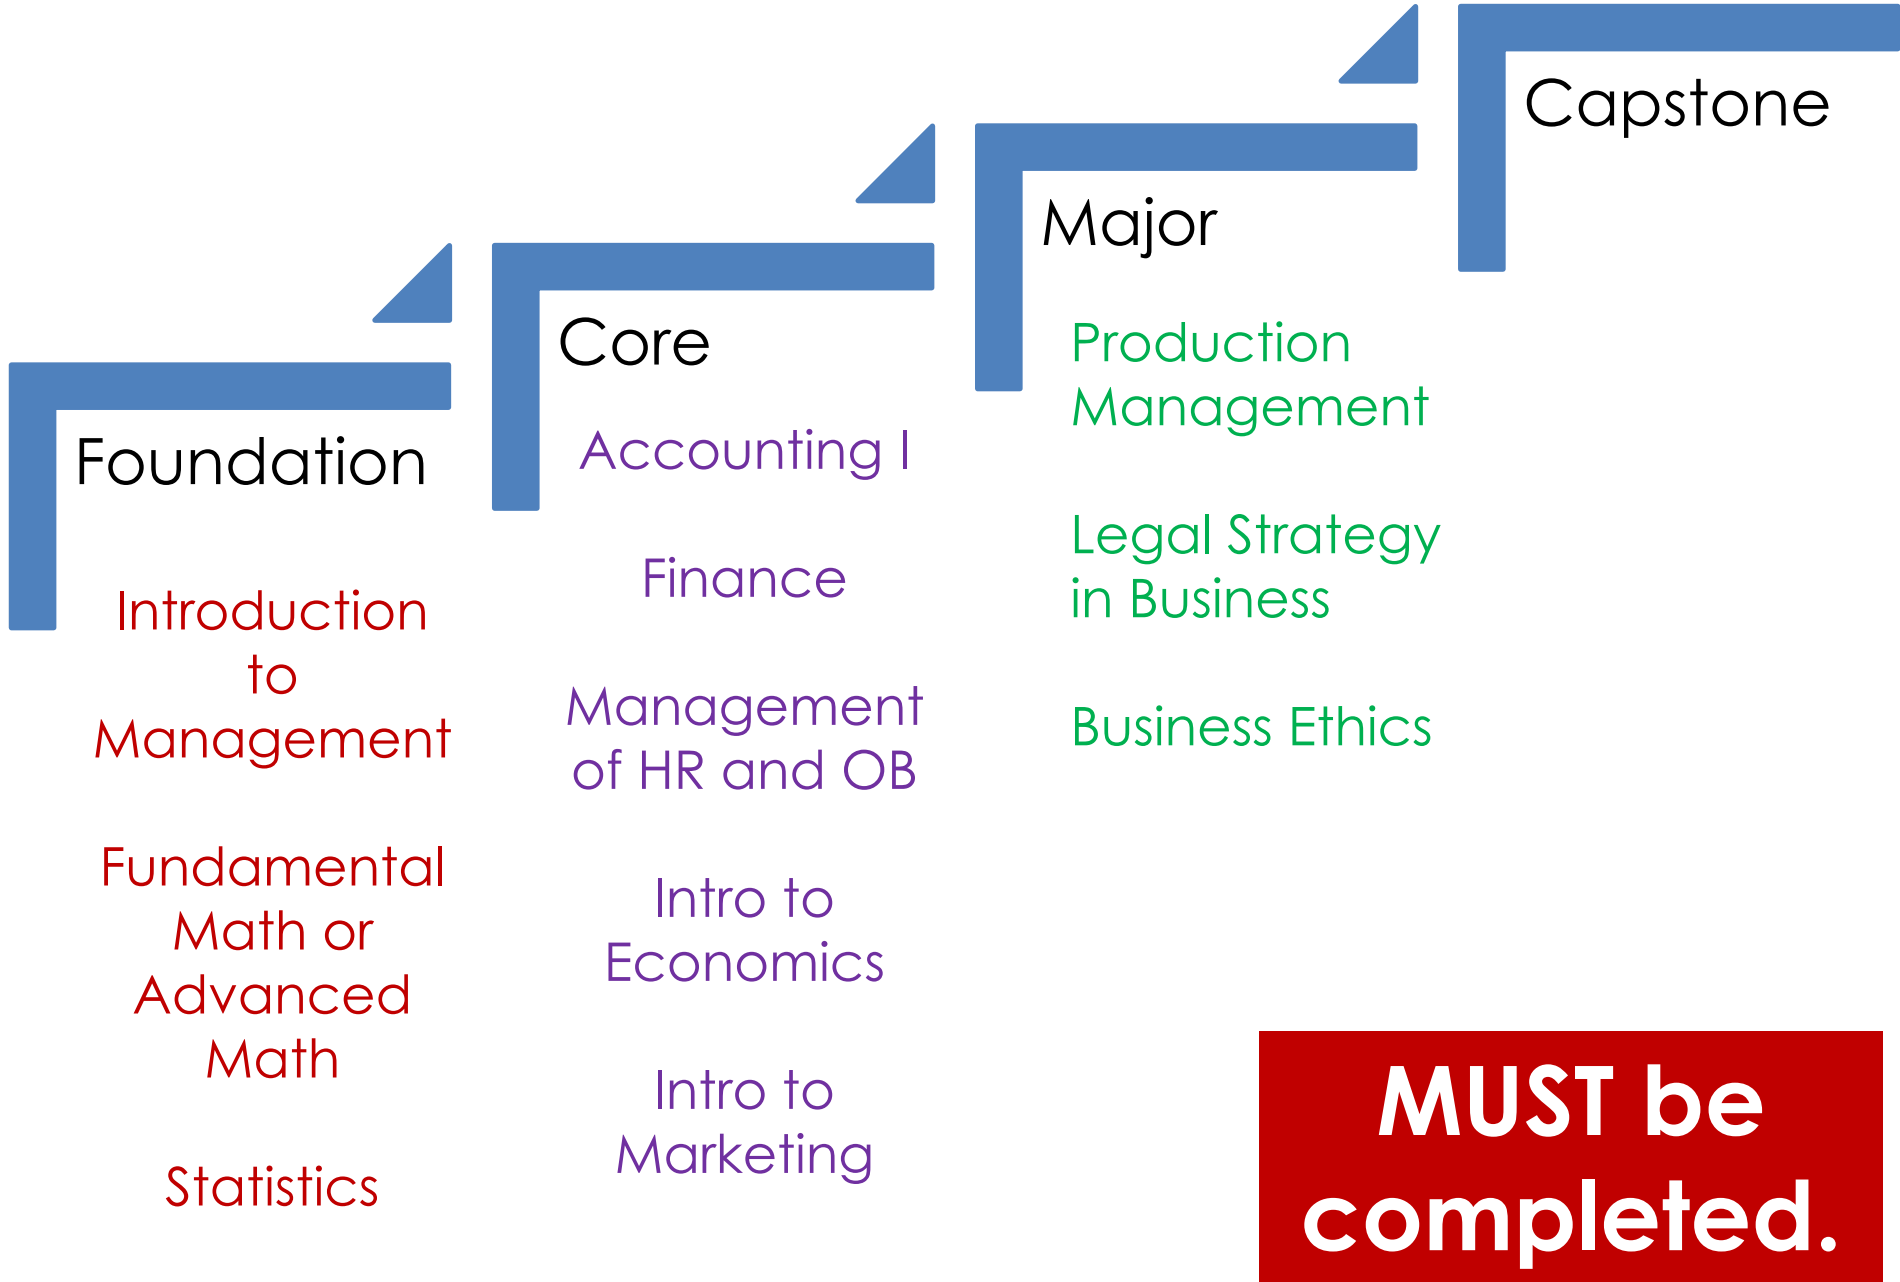 Foundation
Introduction
to
Management
Fundamental
Math or
Advanced
Math
Statistics
Core
Accounting I
Finance
Management
of HR and OB
Intro to
Economics
Intro to
Marketing
Major
Production
Management
Legal Strategy
in Business
Business Ethics
Capstone
MUST be
completed.